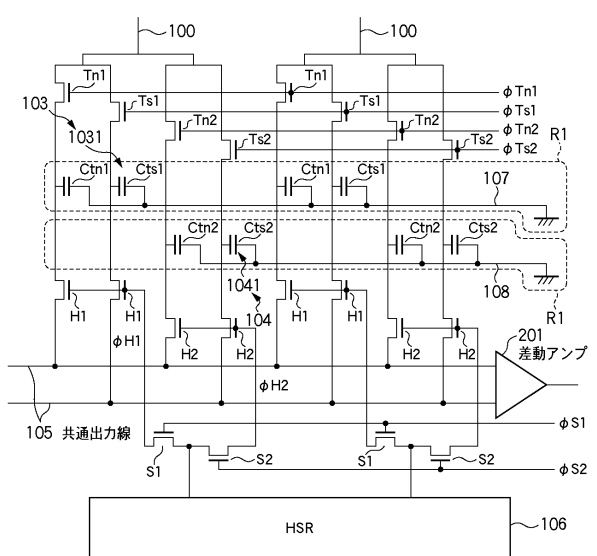 100 100
Tn1 Tn1 φTn1
103 Ts1 Ts1 φTs1
1031 Tn2 Tn2 φTn2 R1
Ts2 Ts2 φTs2
Ctn1 Cts1 Ctn1 Cts1 107
Ctn2 Cts2 Ctn2 Cts2
1041 108
H1 H1 104 H1 H1 R1
φH1 H2 H2 H2 H2 201
差動アンプ
φH2
105 共通出力線 φS1
S1 S2 S1 S2 φS2
HSR 106